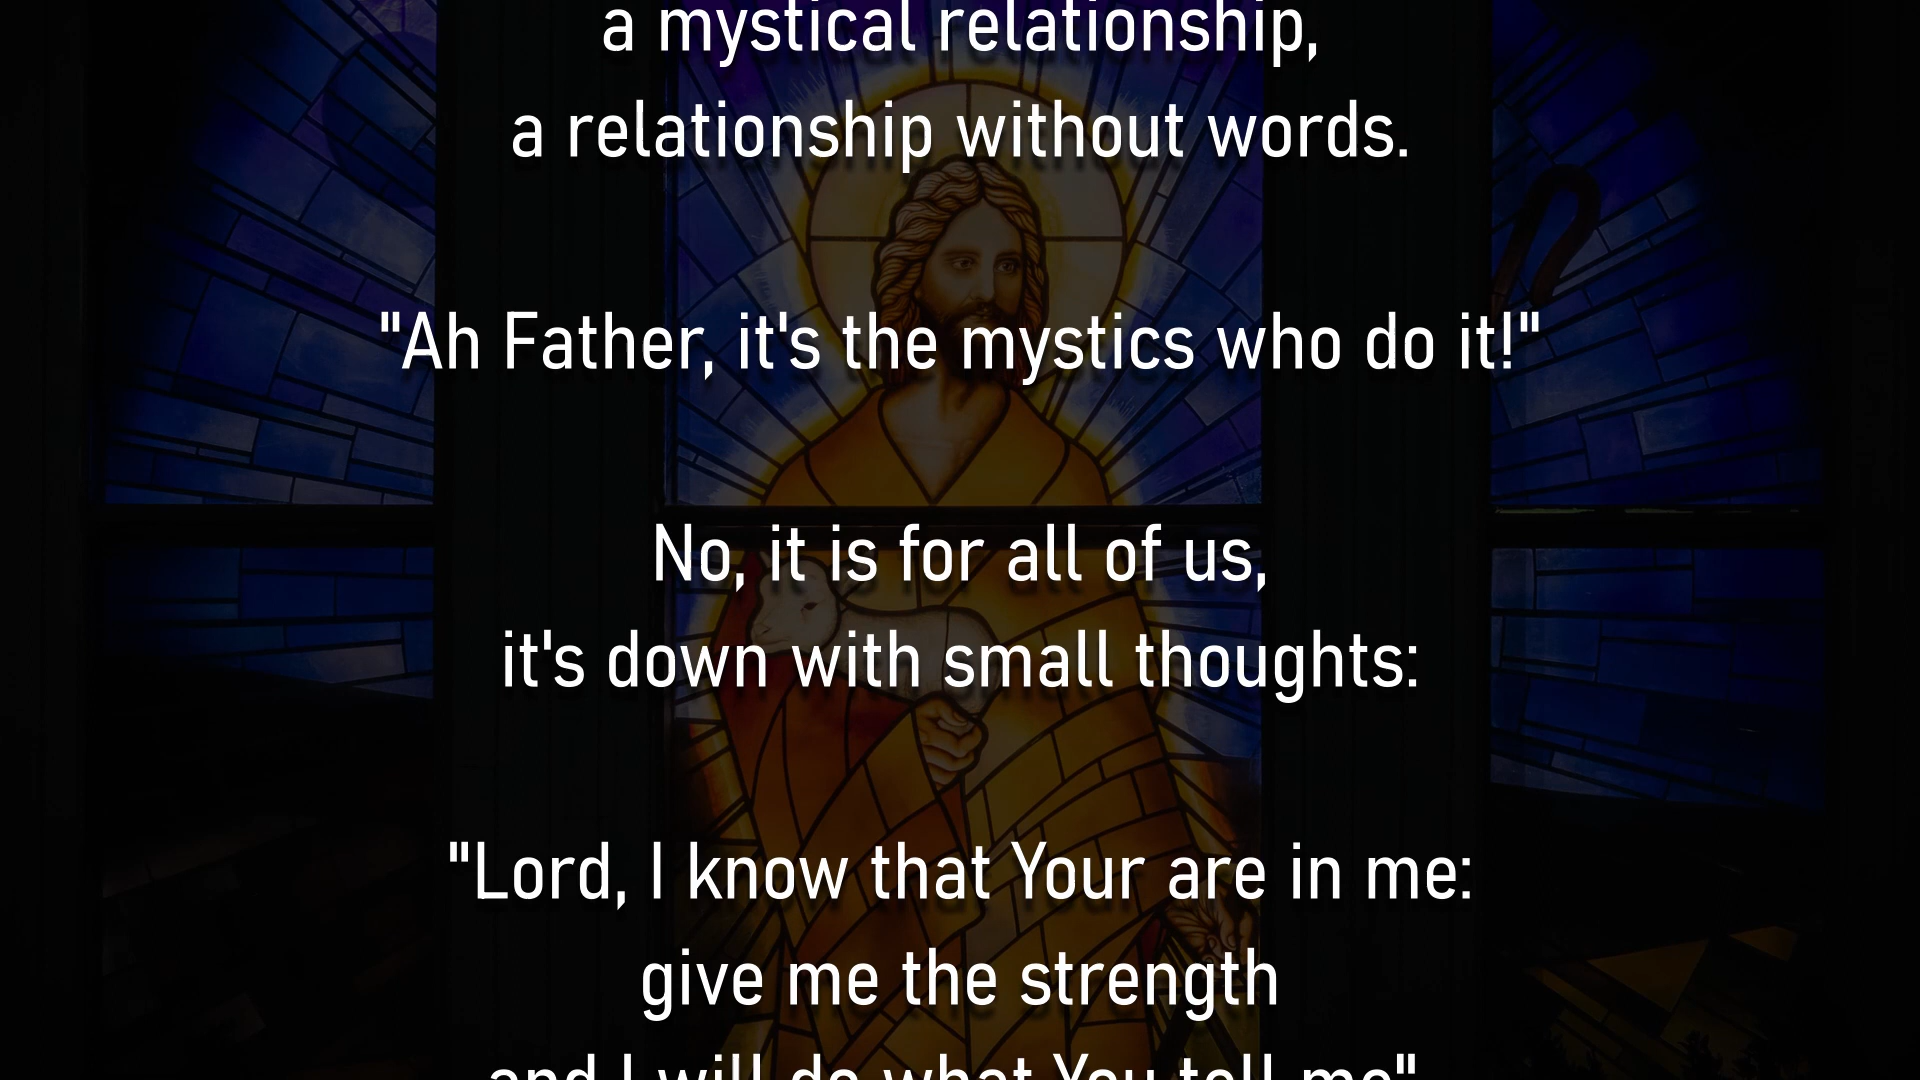 a mystical relationship,
a relationship without words.
"Ah Father, it's the mystics who do it!"
No, it is for all of us,
it's down with small thoughts:
"Lord, I know that Your are in me:
give me the strength
and I will do what You tell me"